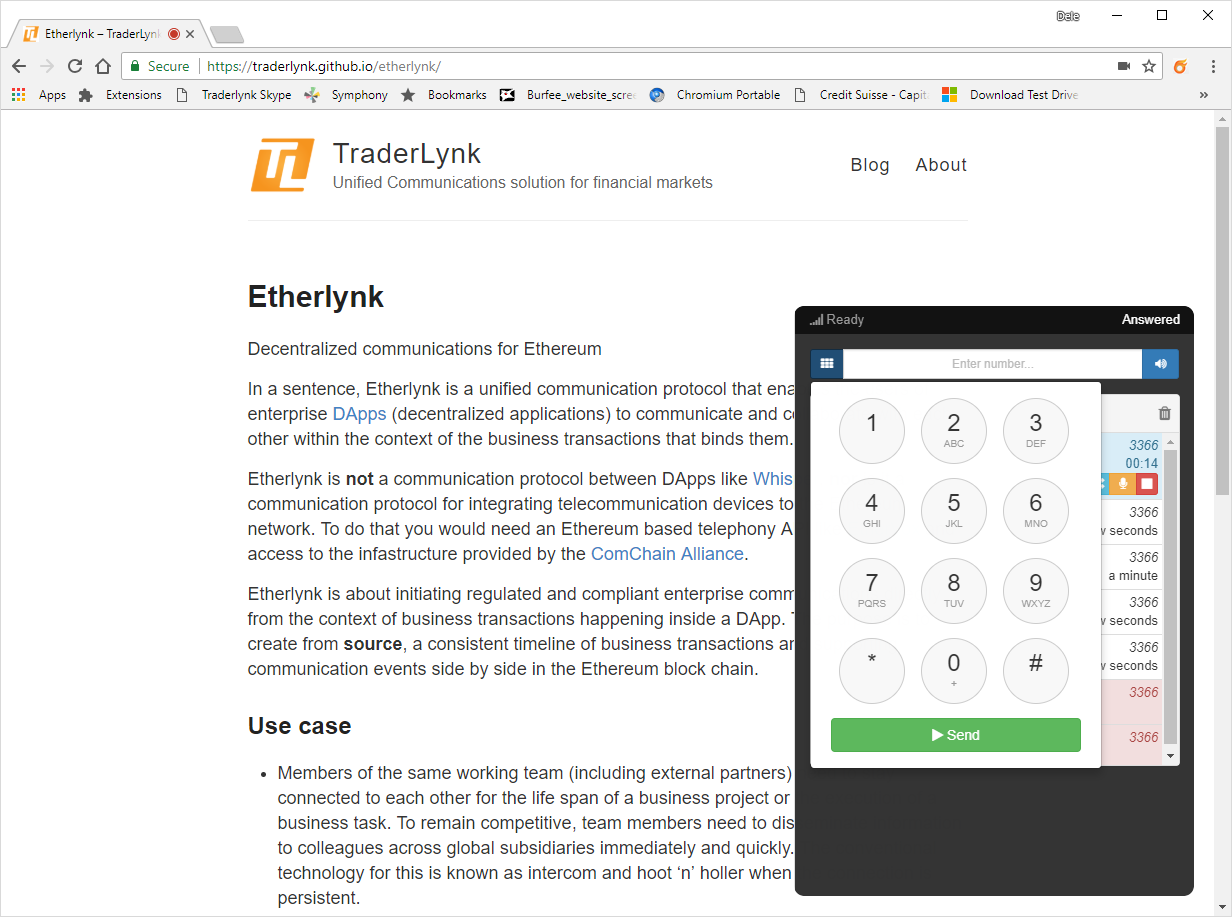 Dele
Etherlynk – TraderLynk
Secure
https://traderlynk.github.io/etherlynk/
Apps
Extensions
Traderlynk Skype
Symphony
Bookmarks
Burfee_website_scre
Chromium Portable
Credit Suisse - Capit
Download Test Drive
»
TL
TraderLynk
Unified Communications solution for financial markets
Blog
About
Etherlynk
Decentralized communications for Ethereum
In a sentence, Etherlynk is a unified communication protocol that ena
enterprise DApps (decentralized applications) to communicate and c
other within the context of the business transactions that binds them.
Etherlynk is not a communication protocol between DApps like Whis
communication protocol for integrating telecommunication devices to
network. To do that you would need an Ethereum based telephony A
access to the infastructure provided by the ComChain Alliance.
Etherlynk is about initiating regulated and compliant enterprise comm
from the context of business transactions happening inside a DApp. T
create from source, a consistent timeline of business transactions an
communication events side by side in the Ethereum block chain.
Use case
• Members of the same working team (including external partners)
connected to each other for the life span of a business project or
business task. To remain competitive, team members need to dis
to colleagues across global subsidiaries immediately and quickly.
technology for this is known as intercom and hoot ‘n’ holler when
persistent.
Ready
Answered
Enter number...
1
2
ABC
3
DEF
4
GHI
5
JKL
6
MNO
7
PQRS
8
TUV
9
WXYZ
*
0
+
#
Send
3366
00:14
3366
w seconds
3366
a minute
3366
w seconds
3366
w seconds
3366
3366